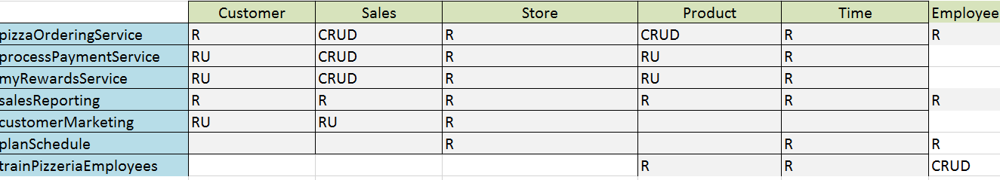 Customer Sales Store Product Time Employee
pizzaOrderingService R CRUD R CRUD R R
processPaymentService RU CRUD R RU R
myRewardsService RU CRUD R RU R
salesReporting R R R R R R
customerMarketing RU RU R
planSchedule R R R
trainPizzeriaEmployees R R CRUD